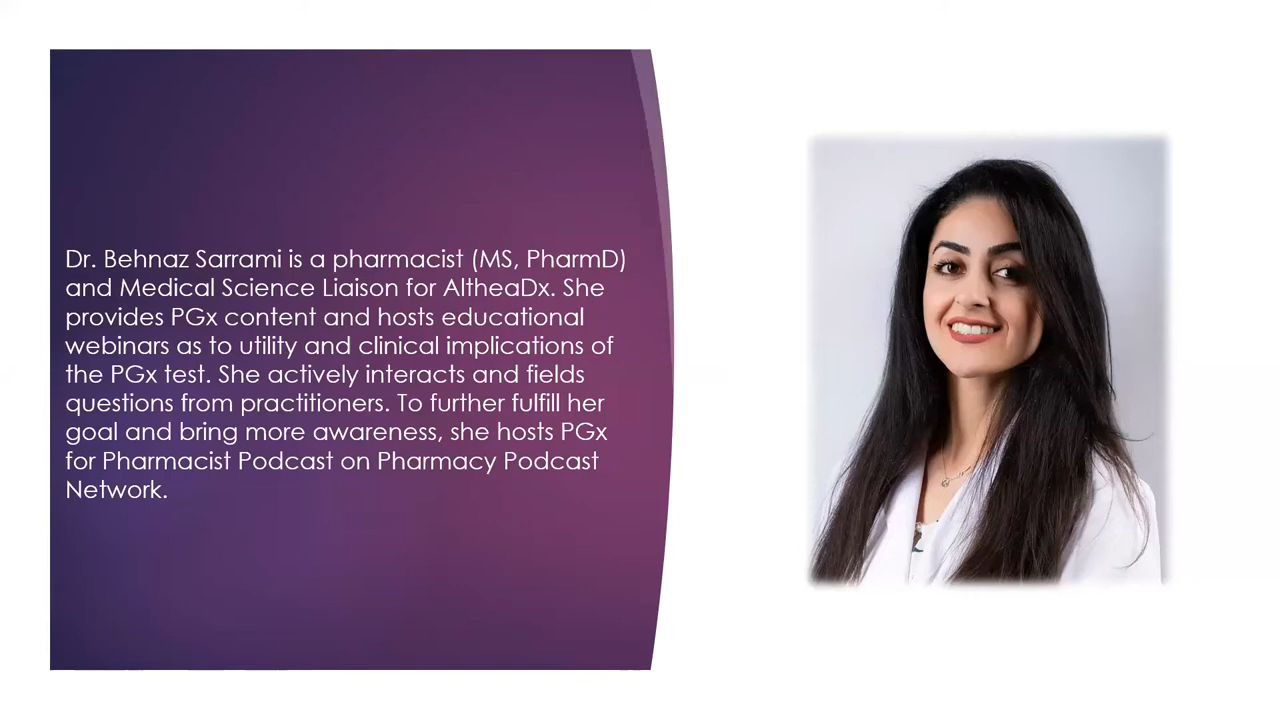 Dr. Behnaz Sarrami is a pharmacist (MS, PharmD)
and Medical Science Liaison for AltheaDx. She
provides PGx content and hosts educational
webinars as to utility and clinical implications of
the PGx test. She actively interacts and fields
questions from practitioners. To further fulfill her
goal and bring more awareness, she hosts PGx
for Pharmacist Podcast on Pharmacy Podcast
Network.